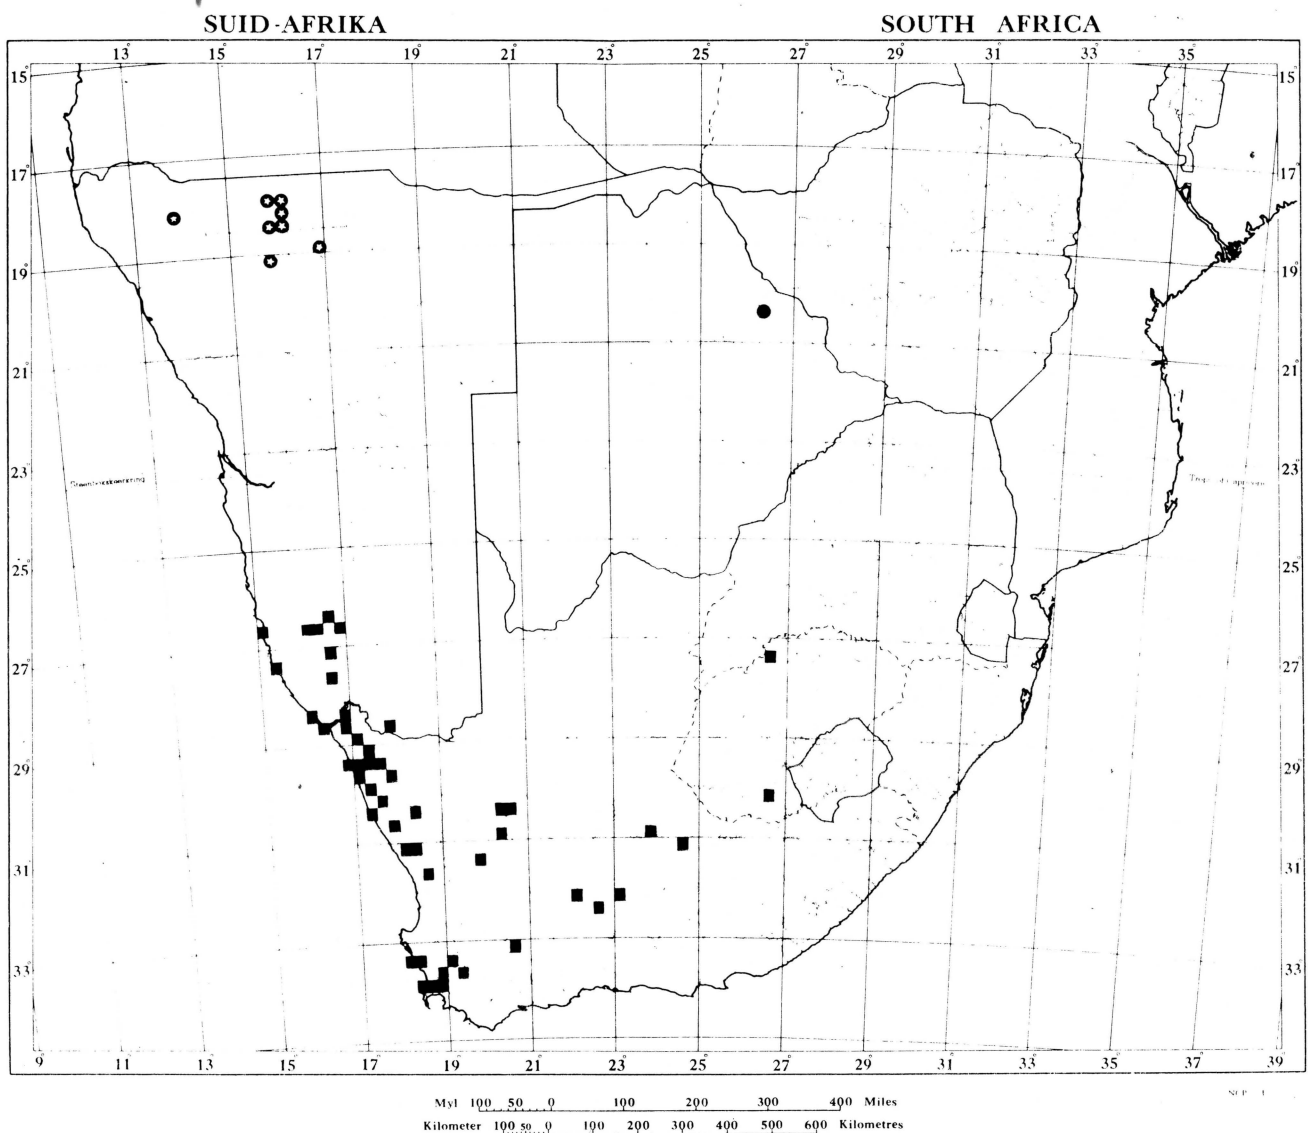 SUID-AFRIKA SOUTH AFRICA
13° 15° 17° 19° 21° 23° 25° 27° 29° 31° 33° 35°
15° 15°
17° 17°
19° 19°
21° 21°
23° 23°
25° 25°
27° 27°
29° 29°
31° 31°
33° 33°
9 11 13 15 17 19 21 23 25 27 29 31 33 35 37 39
Myl 100 50 0 100 200 300 400 Miles
Kilometer 100 50 0 100 200 300 400 500 600 Kilometres